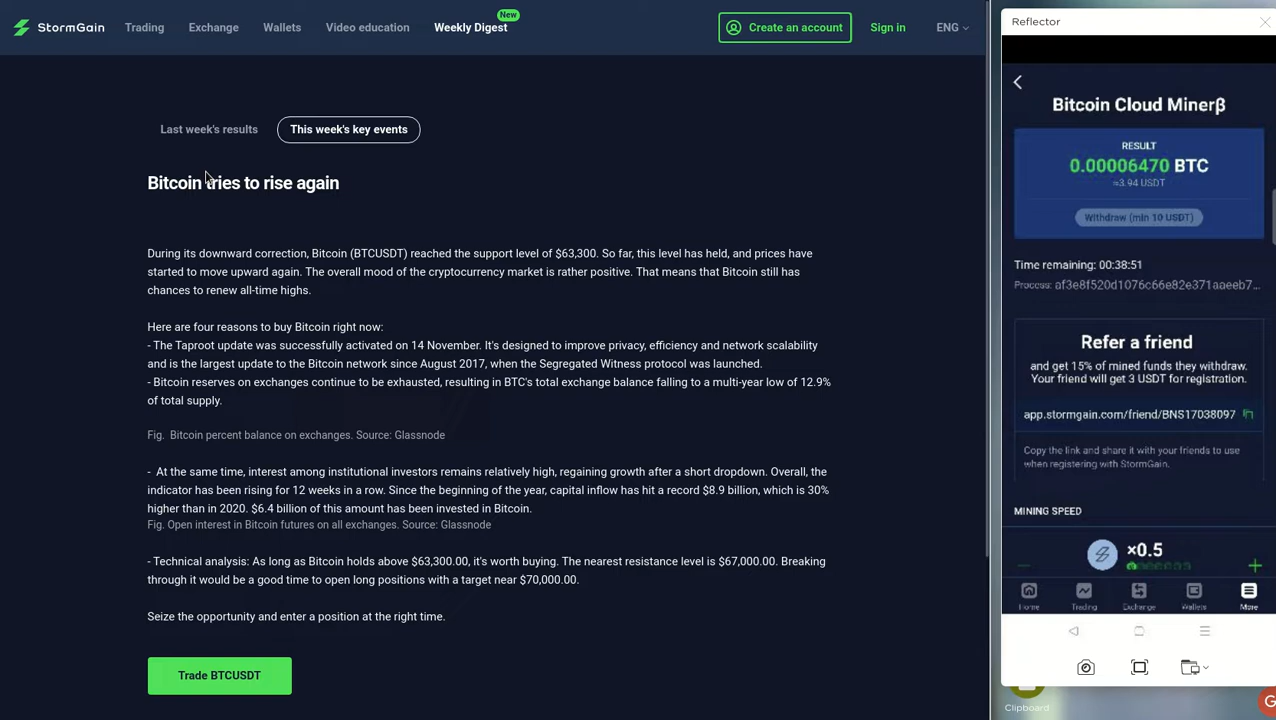 StormGain
Trading
Exchange
Wallets
Video education
Weekly Digest
New
Create an account
Sign in
ENG
Last week's results
This week's key events
Bitcoin tries to rise again
During its downward correction, Bitcoin (BTCUSDT) reached the support level of $63,300. So far, this level has held, and prices have
started to move upward again. The overall mood of the cryptocurrency market is rather positive. That means that Bitcoin still has
chances to renew all-time highs.
Here are four reasons to buy Bitcoin right now:
- The Taproot update was successfully activated on 14 November. It's designed to improve privacy, efficiency and network scalability
and is the largest update to the Bitcoin network since August 2017, when the Segregated Witness protocol was launched.
- Bitcoin reserves on exchanges continue to be exhausted, resulting in BTC's total exchange balance falling to a multi-year low of 12.9%
of total supply.
Fig. Bitcoin percent balance on exchanges. Source: Glassnode
- At the same time, interest among institutional investors remains relatively high, regaining growth after a short dropdown. Overall, the
indicator has been rising for 12 weeks in a row. Since the beginning of the year, capital inflow has hit a record $8.9 billion, which is 30%
higher than in 2020. $6.4 billion of this amount has been invested in Bitcoin.
Fig. Open interest in Bitcoin futures on all exchanges. Source: Glassnode
- Technical analysis: As long as Bitcoin holds above $63,300.00, it's worth buying. The nearest resistance level is $67,000.00. Breaking
through it would be a good time to open long positions with a target near $70,000.00.
Seize the opportunity and enter a position at the right time.
Trade BTCUSDT
Reflector
Bitcoin Cloud Minerβ
RESULT
0.00006470 BTC
≈3.94 USDT
Withdraw (min 10 USDT)
Time remaining: 00:38:51
Process: af3e8f520d1076c66e82e371aaeeb7...
Refer a friend
and get 15% of mined funds they withdraw.
Your friend will get 3 USDT for registration.
app.stormgain.com/friend/BNS17038097
Copy the link and share it with your friends to use
when registering with StormGain.
MINING SPEED
×0.5
Home
Trading
Exchange
Wallets
More
Clipboard
G